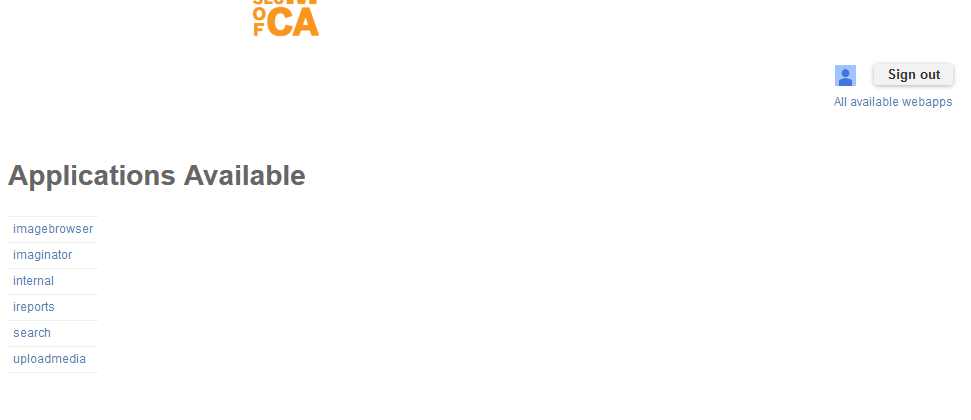 OF CA
Sign out
All available webapps
Applications Available
imagebrowser
imaginator
internal
ireports
search
uploadmedia